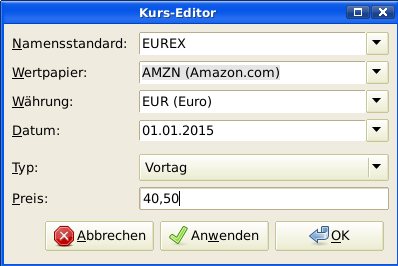 Kurs-Editor
Namensstandard: EUREX
Wertpapier: AMZN (Amazon.com)
Währung: EUR (Euro)
Datum: 01.01.2015
Typ: Vortag
Preis: 40,50
Abbrechen Anwenden OK